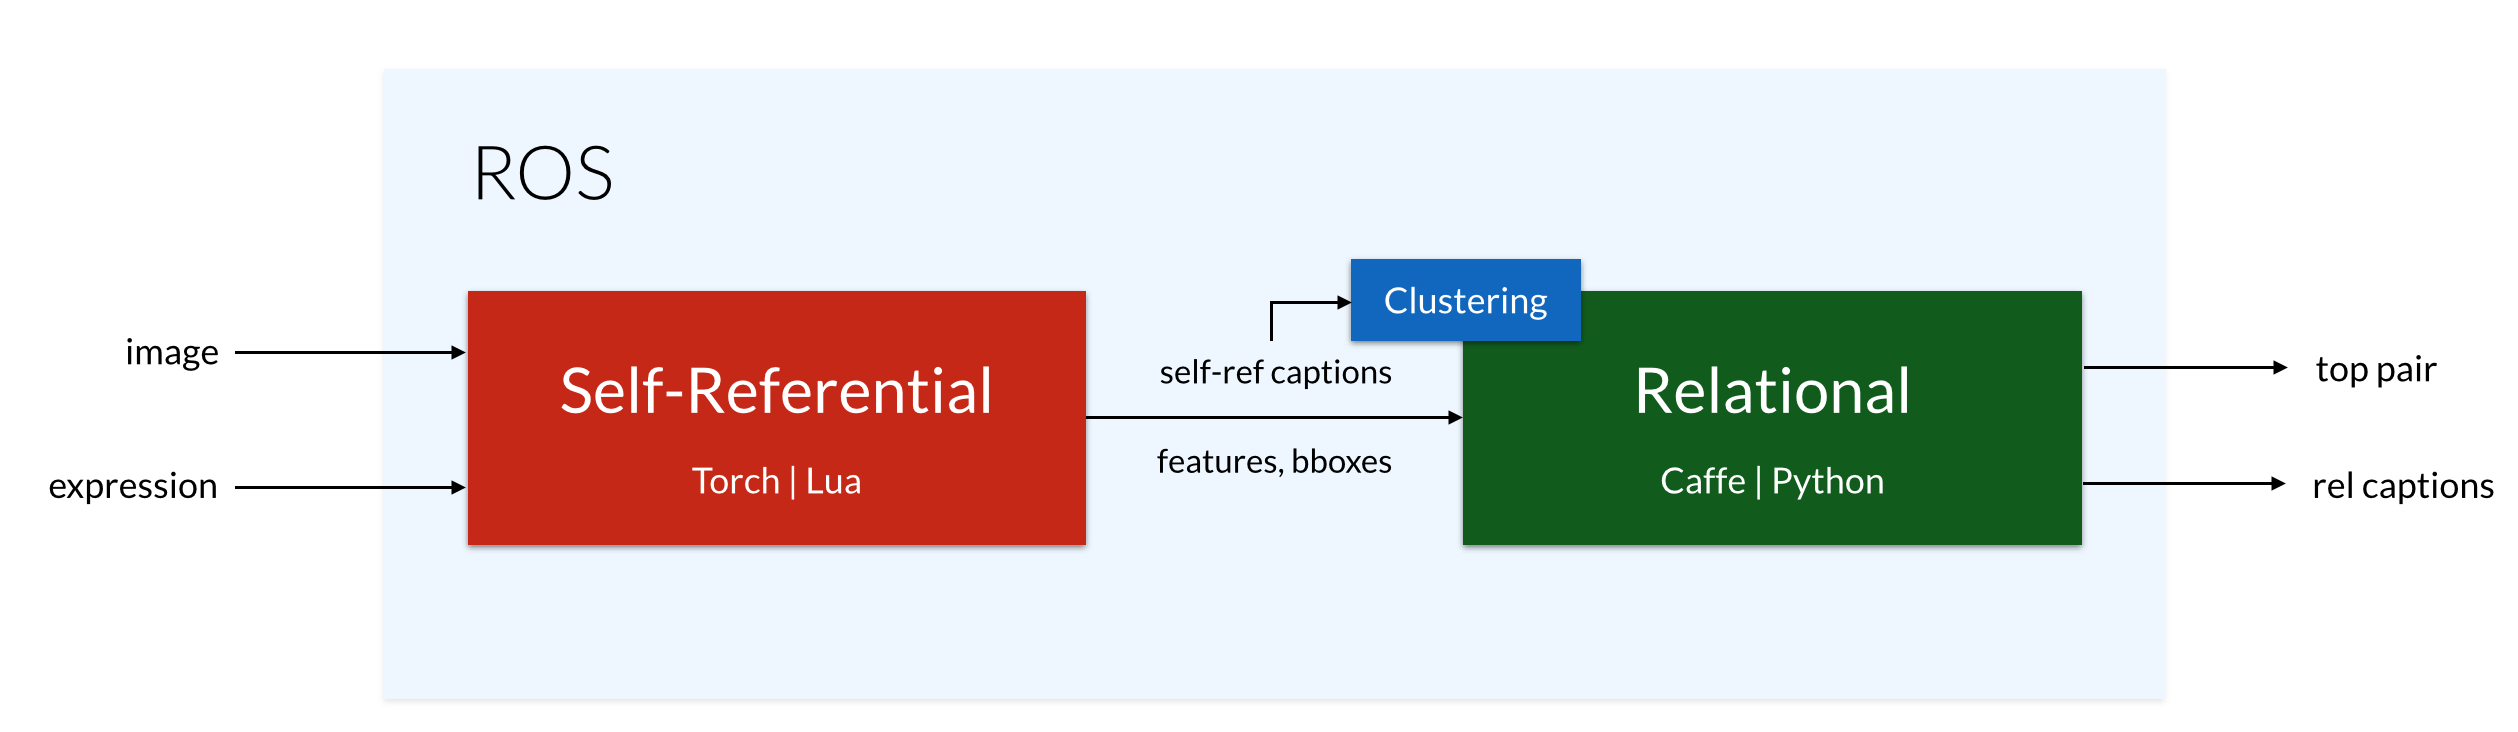 ROS
image
expression
Self-Referential
Torch | Lua
self-ref captions
features, bboxes
Clustering
Relational
Caffe | Python
top pair
rel captions